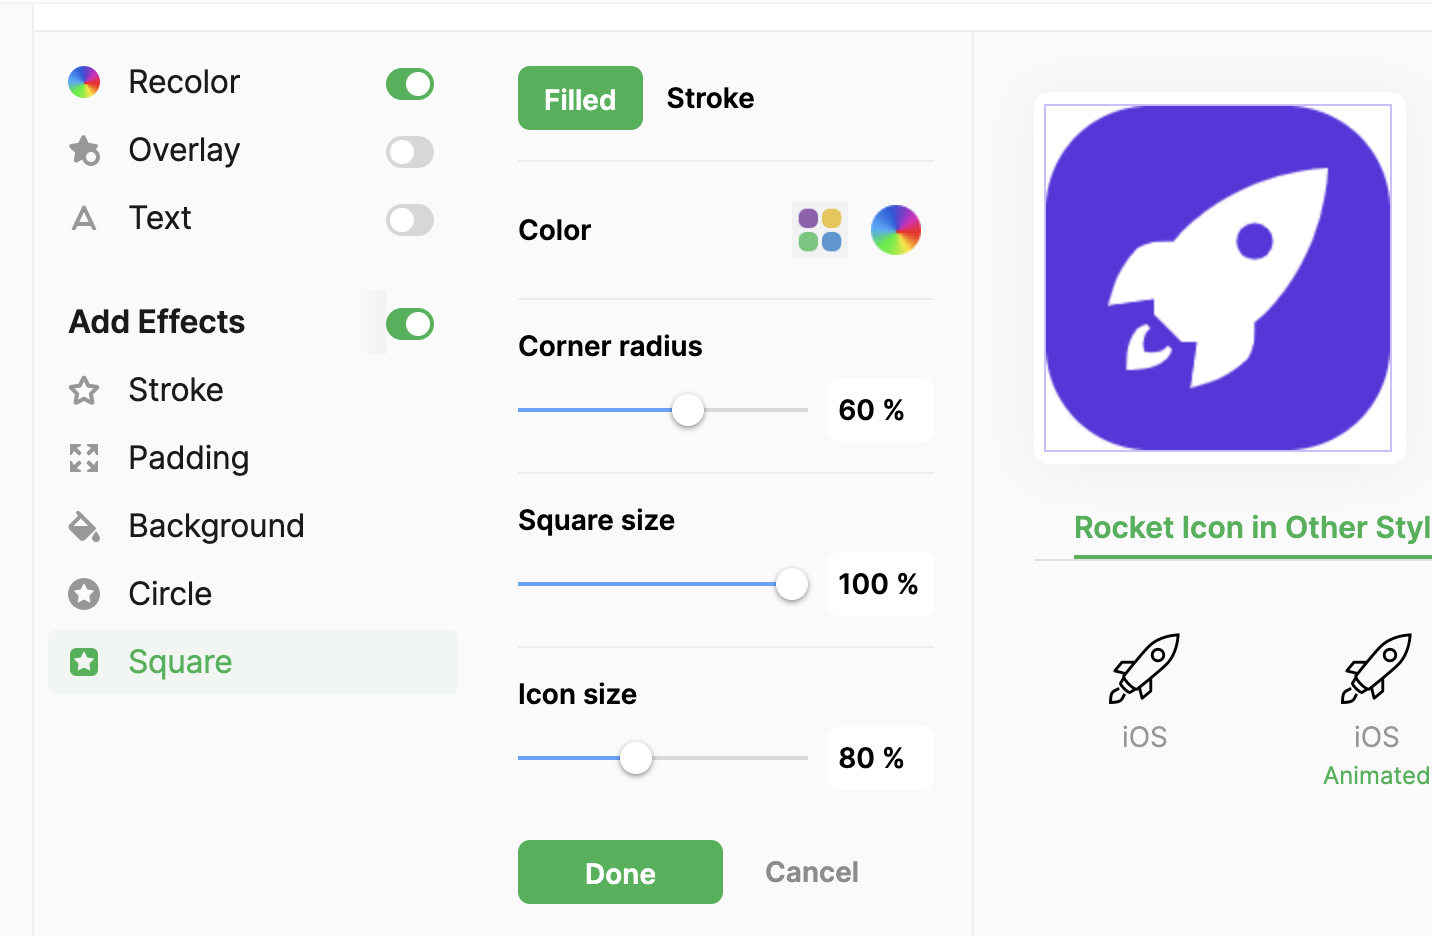 Recolor
Overlay
Text
Add Effects
Stroke
Padding
Background
Circle
Square
Filled
Stroke
Color
Corner radius
60 %
Square size
100 %
Icon size
80 %
Done
Cancel
Rocket Icon in Other Styl
iOS
iOS
Animated